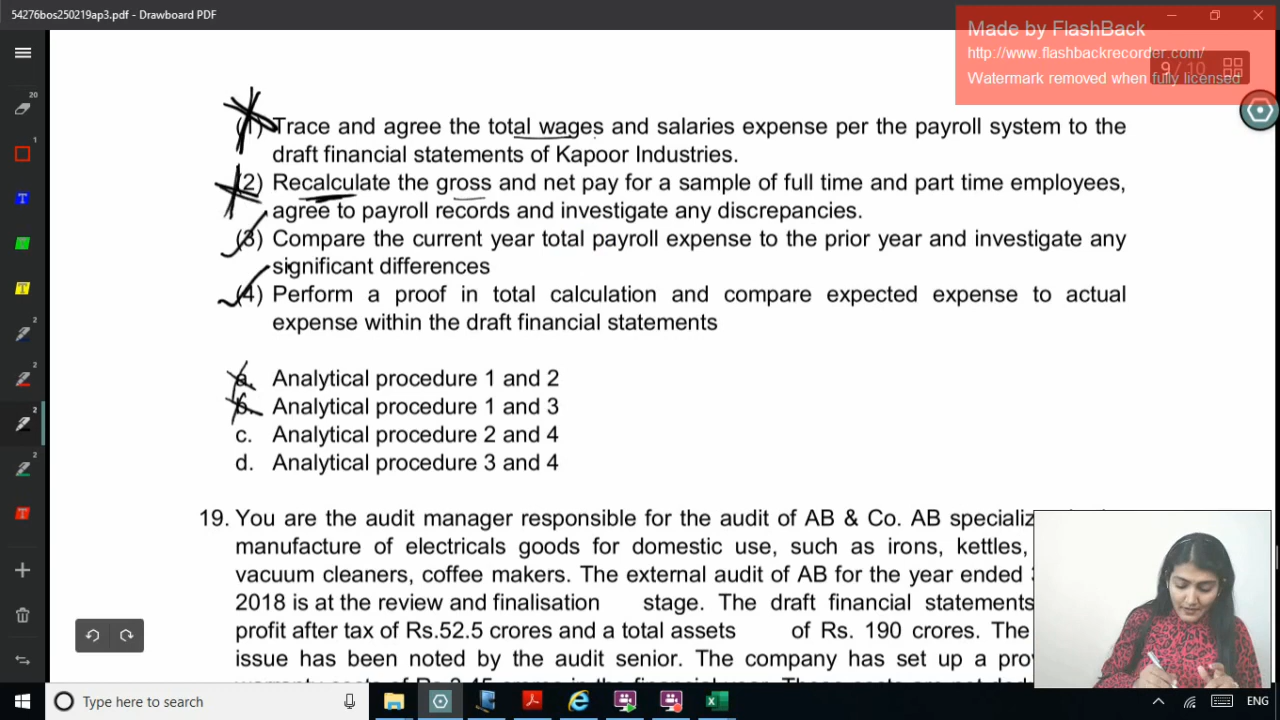 54276bos250219ap3.pdf - Drawboard PDF
Made by FlashBack
http://www.flashbackrecorder.com/
Watermark removed when fully licensed
9 / 10
20
1
2
2
2
2
(1) Trace and agree the total wages and salaries expense per the payroll system to the
draft financial statements of Kapoor Industries.
(2) Recalculate the gross and net pay for a sample of full time and part time employees,
agree to payroll records and investigate any discrepancies.
(3) Compare the current year total payroll expense to the prior year and investigate any
significant differences
(4) Perform a proof in total calculation and compare expected expense to actual
expense within the draft financial statements
a. Analytical procedure 1 and 2
b. Analytical procedure 1 and 3
c. Analytical procedure 2 and 4
d. Analytical procedure 3 and 4
19. You are the audit manager responsible for the audit of AB & Co. AB
manufacture of electricals goods for domestic use, such as irons, kettles,
vacuum cleaners, coffee makers. The external audit of AB for the year ended
2018 is at the review and finalisation stage. The draft financial statements
profit after tax of Rs.52.5 crores and a total assets of Rs. 190 crores. The
issue has been noted by the audit senior. The company has set up a
Type here to search
ENG